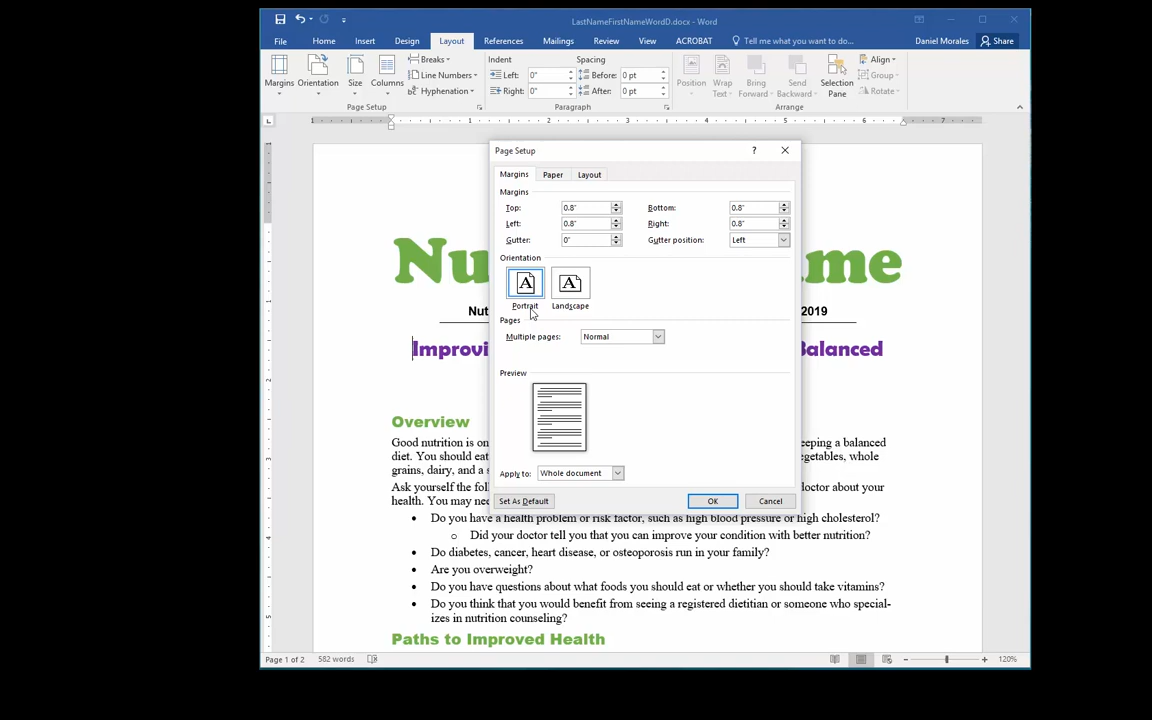 LastNameFirstNameWordD.docx - Word
File Home Insert Design Layout References Mailings Review View ACROBAT Tell me what you want to do... Daniel Morales Share
Margins Orientation Size Columns Breaks Line Numbers Hyphenation
Page Setup
Indent Spacing
Left: 0" Before: 0 pt
Right: 0" After: 0 pt
Paragraph
Position Wrap Text Bring Forward Send Backward Selection Pane Align Group Rotate
Arrange
1 1 2 3 4 5 6 7
Page Setup ?
Margins Paper Layout
Margins
Top: 0.8" Bottom: 0.8"
Left: 0.8" Right: 0.8"
Gutter: 0" Gutter position: Left
Orientation
A A
Portrait Landscape
Pages
Multiple pages: Normal
Preview
Apply to: Whole document
Set As Default OK Cancel
Nu me
Nut 2019
Improvi Balanced
Overview
Good nutrition is on eeping a balanced
diet. You should eat egetables, whole
grains, dairy, and a s
Ask yourself the foll doctor about your
health. You may nee
• Do you have a health problem or risk factor, such as high blood pressure or high cholesterol?
o Did your doctor tell you that you can improve your condition with better nutrition?
• Do diabetes, cancer, heart disease, or osteoporosis run in your family?
• Are you overweight?
• Do you have questions about what foods you should eat or whether you should take vitamins?
• Do you think that you would benefit from seeing a registered dietitian or someone who special-
izes in nutrition counseling?
Paths to Improved Health
Page 1 of 2 582 words 120%